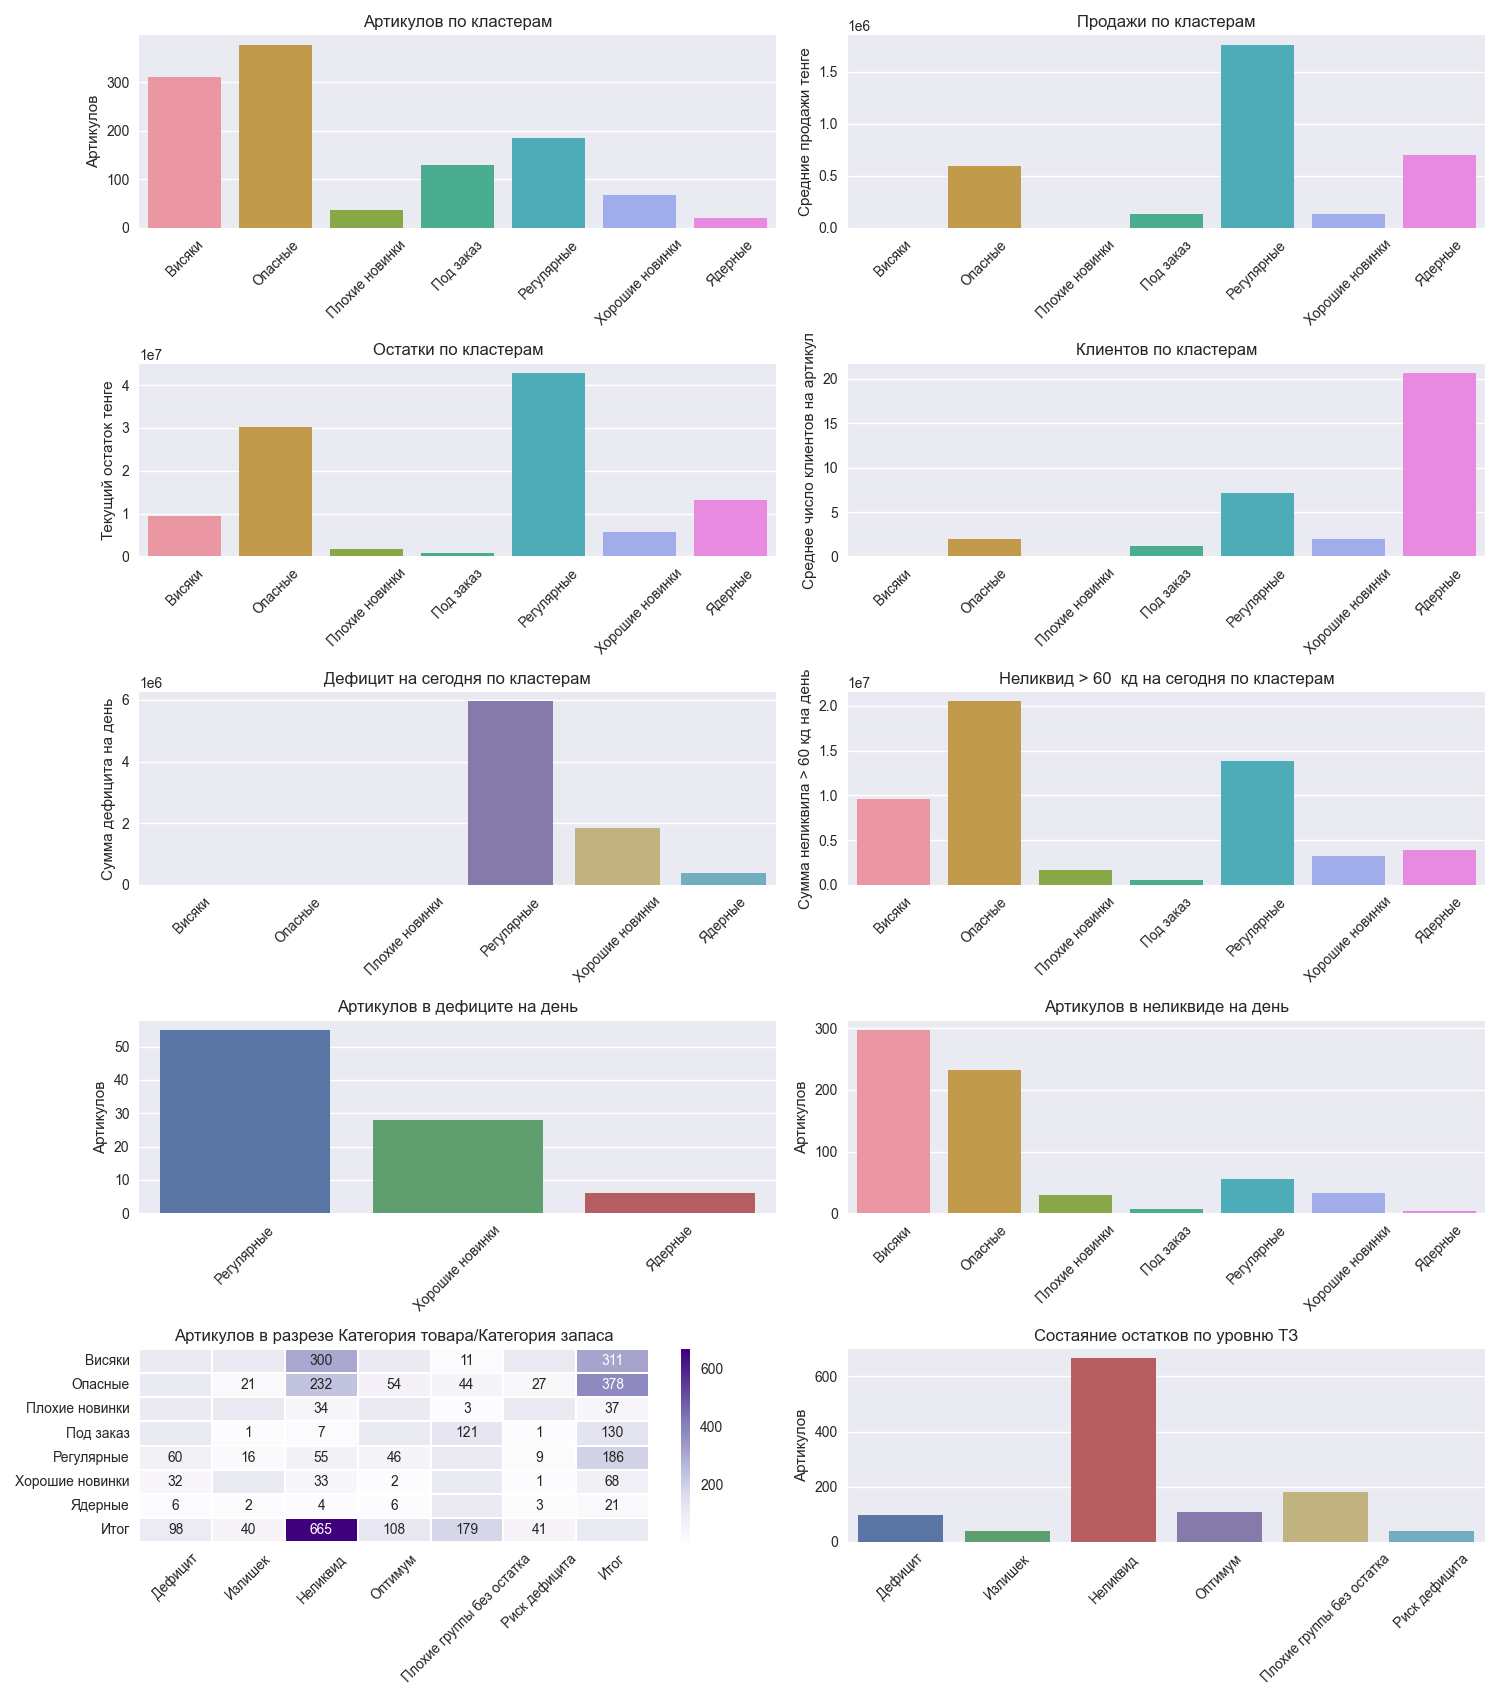 Артикулов по кластерам
Артикулов
300
200
100
0
Висяки
Опасные
Плохие новинки
Под заказ
Регулярные
Хорошие новинки
Ядерные
Продажи по кластерам
1e6
Средние продажи тенге
1.5
1.0
0.5
0.0
Висяки
Опасные
Плохие новинки
Под заказ
Регулярные
Хорошие новинки
Ядерные
Остатки по кластерам
1e7
Текущий остаток тенге
4
3
2
1
0
Висяки
Опасные
Плохие новинки
Под заказ
Регулярные
Хорошие новинки
Ядерные
Клиентов по кластерам
Среднее число клиентов на артикул
20
15
10
5
0
Висяки
Опасные
Плохие новинки
Под заказ
Регулярные
Хорошие новинки
Ядерные
Дефицит на сегодня по кластерам
1e6
Сумма дефицита на день
6
4
2
0
Висяки
Опасные
Плохие новинки
Регулярные
Хорошие новинки
Ядерные
Неликвид > 60  кд на сегодня по кластерам
1e7
Сумма неликвила > 60 кд на день
2.0
1.5
1.0
0.5
0.0
Висяки
Опасные
Плохие новинки
Под заказ
Регулярные
Хорошие новинки
Ядерные
Артикулов в дефиците на день
Артикулов
50
40
30
20
10
0
Регулярные
Хорошие новинки
Ядерные
Артикулов в неликвиде на день
Артикулов
300
200
100
0
Висяки
Опасные
Плохие новинки
Под заказ
Регулярные
Хорошие новинки
Ядерные
Артикулов в разрезе Категория товара/Категория запаса
Висяки 300 11 311
Опасные 21 232 54 44 27 378
Плохие новинки 34 3 37
Под заказ 1 7 121 1 130
Регулярные 60 16 55 46 9 186
Хорошие новинки 32 33 2 1 68
Ядерные 6 2 4 6 3 21
Итог 98 40 665 108 179 41
Дефицит
Излишек
Неликвид
Оптимум
Плохие группы без остатка
Риск дефицита
Итог
600
400
200
Состаяние остатков по уровню ТЗ
Артикулов
600
400
200
0
Дефицит
Излишек
Неликвид
Оптимум
Плохие группы без остатка
Риск дефицита